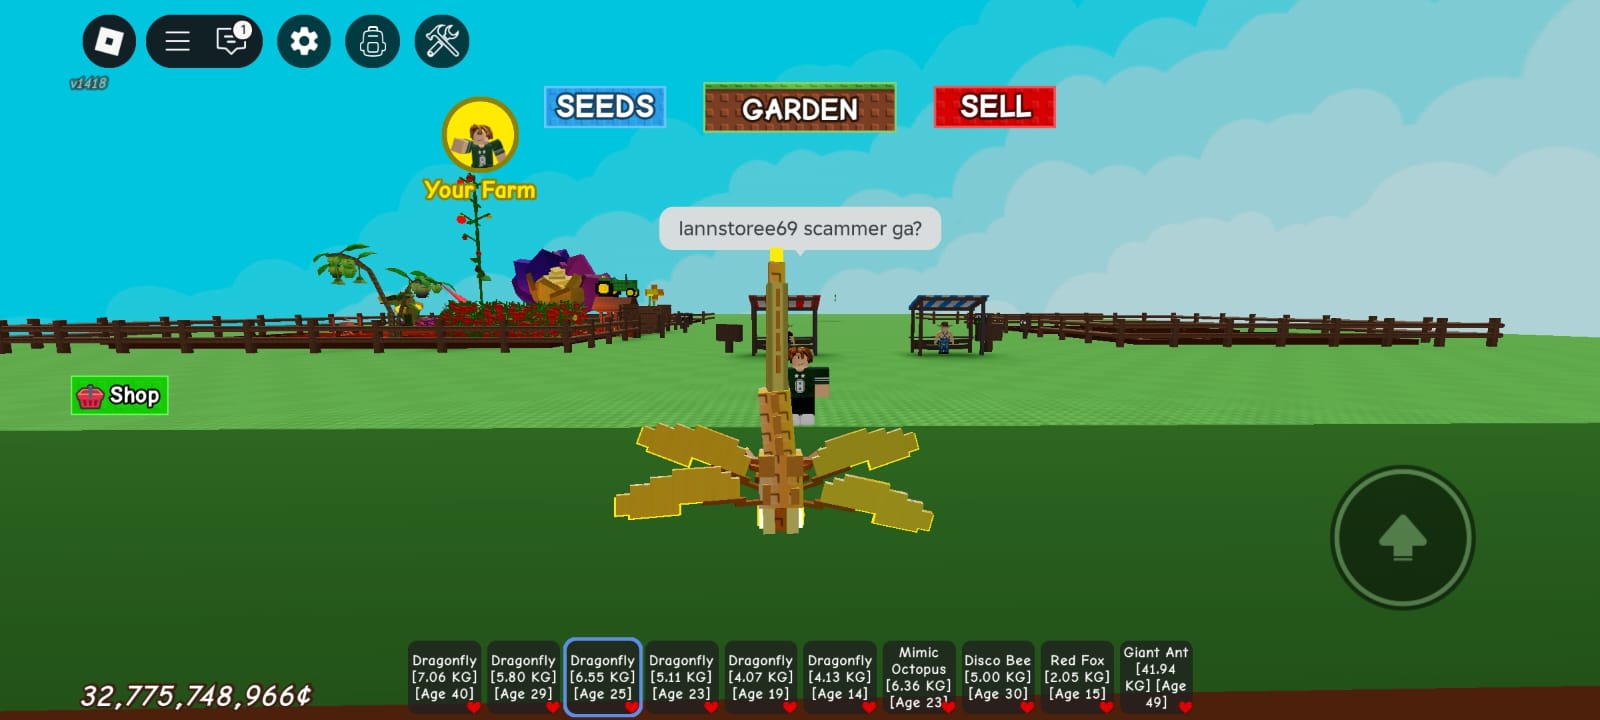 1
v1418
SEEDS
GARDEN
SELL
Your Farm
lannstoree69 scammer ga?
8
Shop
32,775,748,966¢
Dragonfly
[7.06 KG]
[Age 40]
Dragonfly
[5.80 KG]
[Age 29]
Dragonfly
[6.55 KG]
[Age 25]
Dragonfly
[5.11 KG]
[Age 23]
Dragonfly
[4.07 KG]
[Age 19]
Dragonfly
[4.13 KG]
[Age 14]
Mimic
Octopus
[6.36 KG]
[Age 23]
Disco Bee
[5.00 KG]
[Age 30]
Red Fox
[2.05 KG]
[Age 15]
Giant Ant
[41.94
KG] [Age
49]